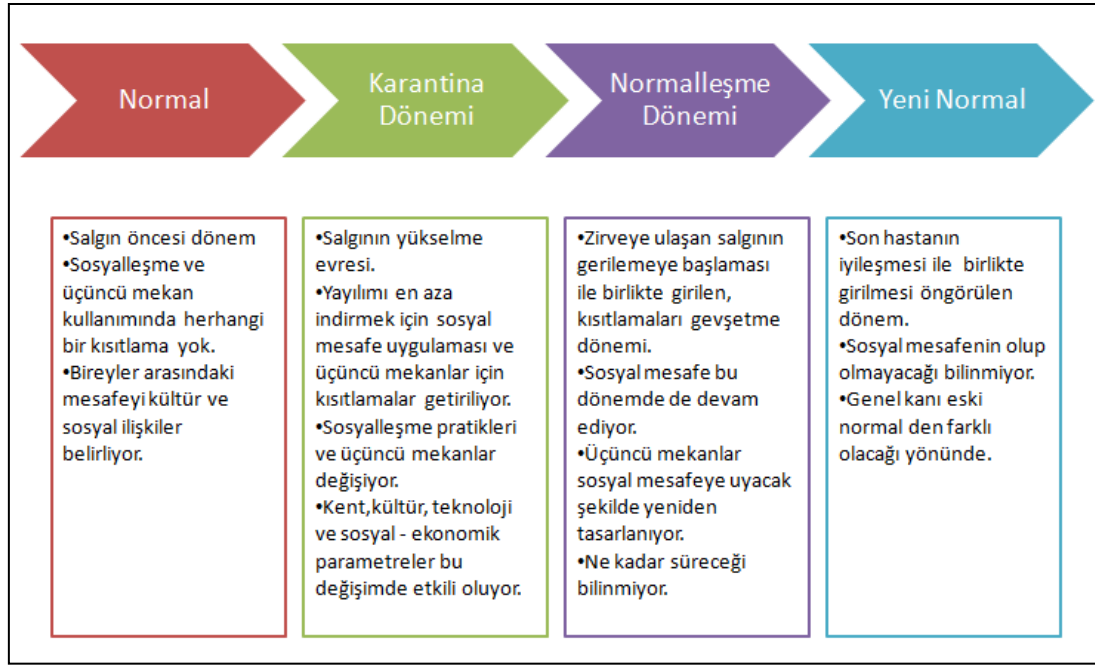 Normal
Karantina
Dönemi
Normalleşme
Dönemi
Yeni Normal
•Salgın öncesi dönem
•Sosyalleşme ve
üçüncü mekan
kullanımında herhangi
bir kısıtlama yok.
•Bireyler arasındaki
mesafeyi kültür ve
sosyal ilişkiler
belirliyor.
•Salgının yükselme
evresi.
•Yayılımı en aza
indirmek için sosyal
mesafe uygulaması ve
üçüncü mekanlar için
kısıtlamalar getiriliyor.
•Sosyalleşme pratikleri
ve üçüncü mekanlar
değişiyor.
•Kent,kültür, teknoloji
ve sosyal - ekonomik
parametreler bu
değişimde etkili oluyor.
•Zirveye ulaşan salgının
gerilemeye başlaması
ile birlikte girilen,
kısıtlamaları gevşetme
dönemi.
•Sosyal mesafe bu
dönemde de devam
ediyor.
•Üçüncü mekanlar
sosyal mesafeye uyacak
şekilde yeniden
tasarlanıyor.
•Ne kadar süreceği
bilinmiyor.
•Son hastanın
iyileşmesi ile birlikte
girilmesi öngörülen
dönem.
•Sosyal mesafenin olup
olmayacağı bilinmiyor.
•Genel kanı eski
normal den farklı
olacağı yönünde.